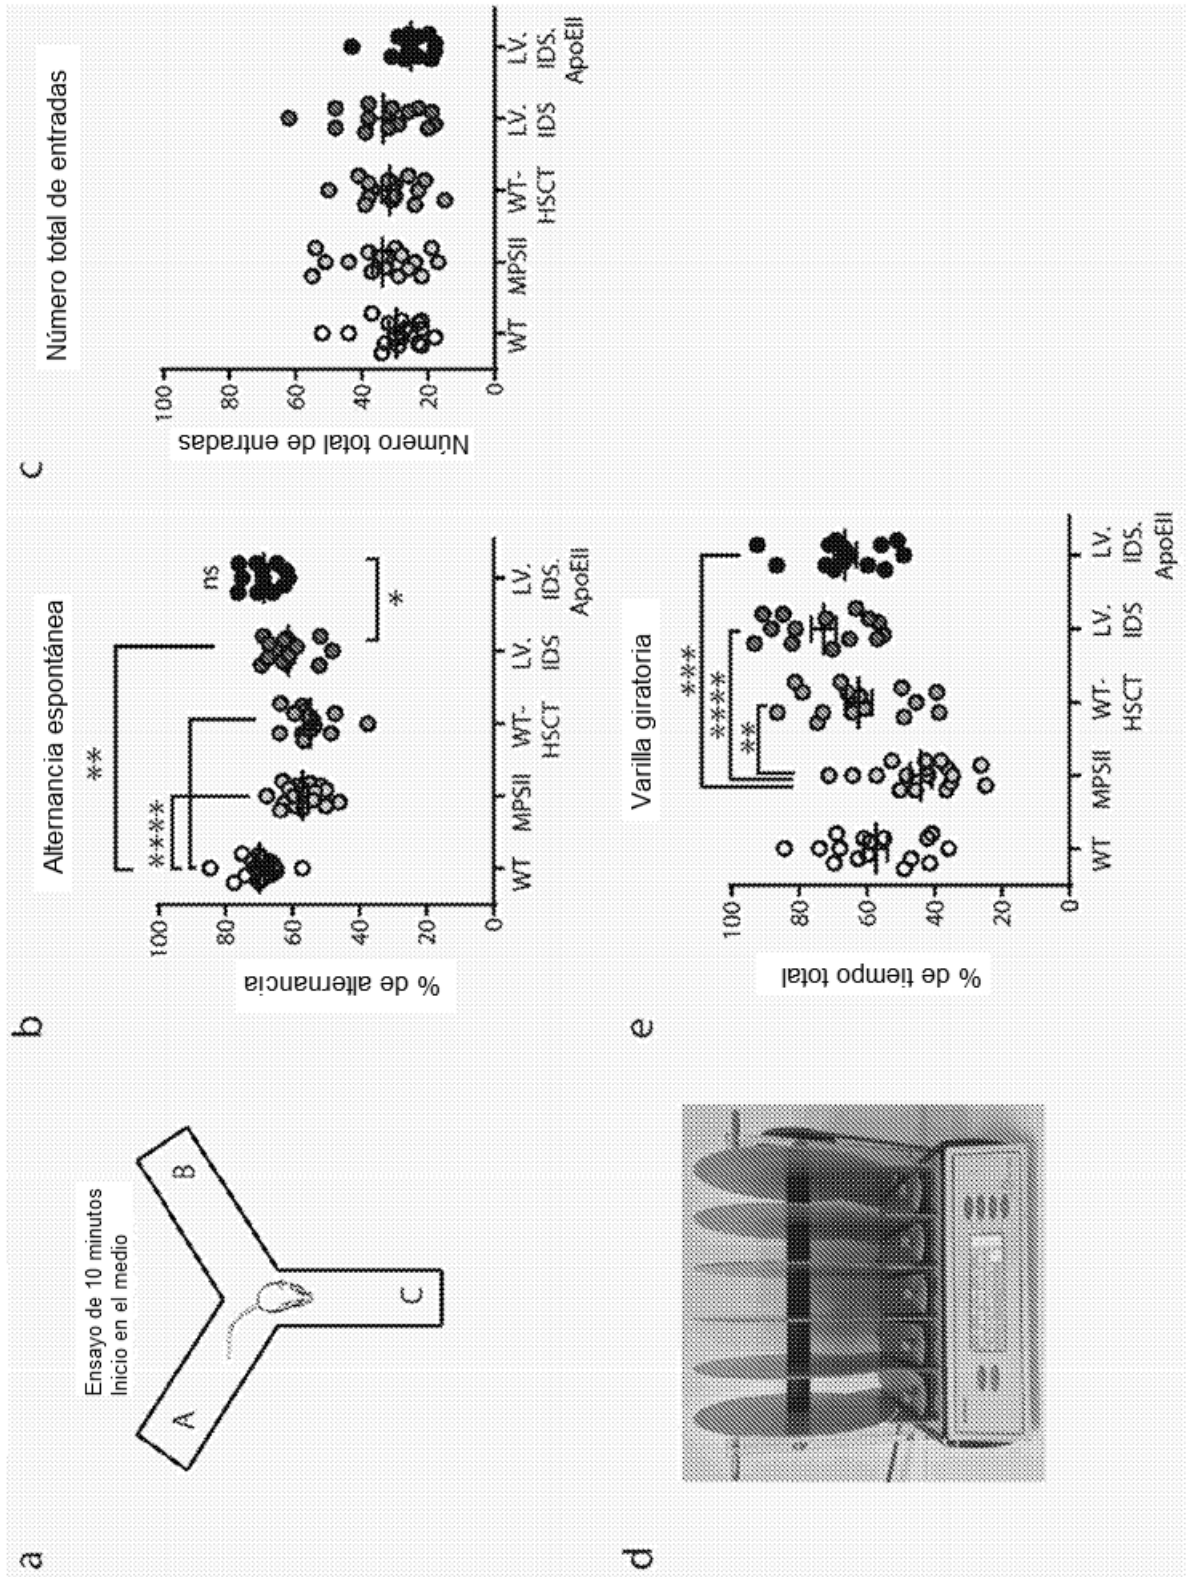 a
Ensayo de 10 minutos
Inicio en el medio
A
B
C
b
Alternancia espontánea
% de alternancia
100
80
60
40
20
0
**
****
ns
*
WT
MPSII
WT-
HSCT
LV.
IDS
LV.
IDS.
ApoEII
c
Número total de entradas
Número total de entradas
100
80
60
40
20
0
WT
MPSII
WT-
HSCT
LV.
IDS
LV.
IDS.
ApoEII
d
e
Varilla giratoria
% de tiempo total
100
80
60
40
20
0
***
****
**
WT
MPSII
WT-
HSCT
LV.
IDS
LV.
IDS.
ApoEII